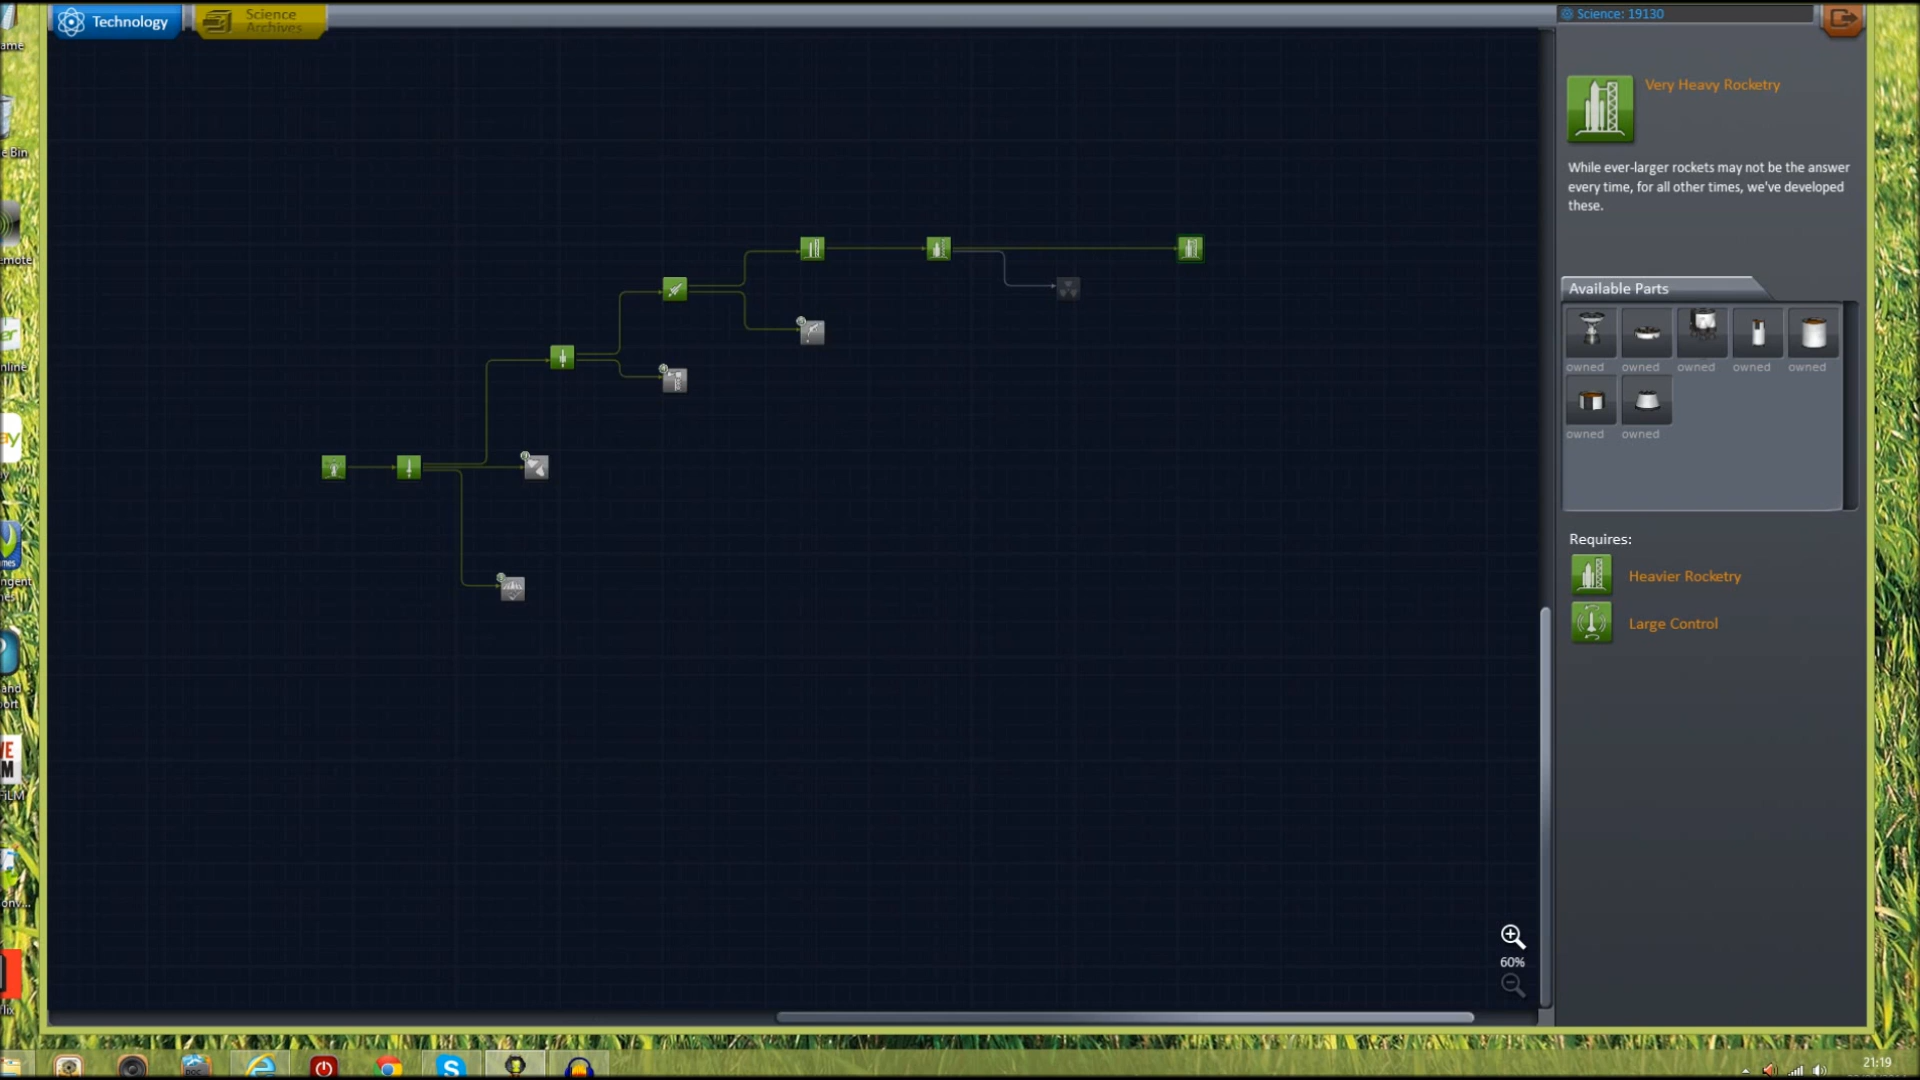 Technology
Science
Archives
Science: 19130
Very Heavy Rocketry
While ever-larger rockets may not be the answer
every time, for all other times, we've developed
these.
Available Parts
owned
owned
owned
owned
owned
owned
owned
Requires:
Heavier Rocketry
Large Control
60%
21:19